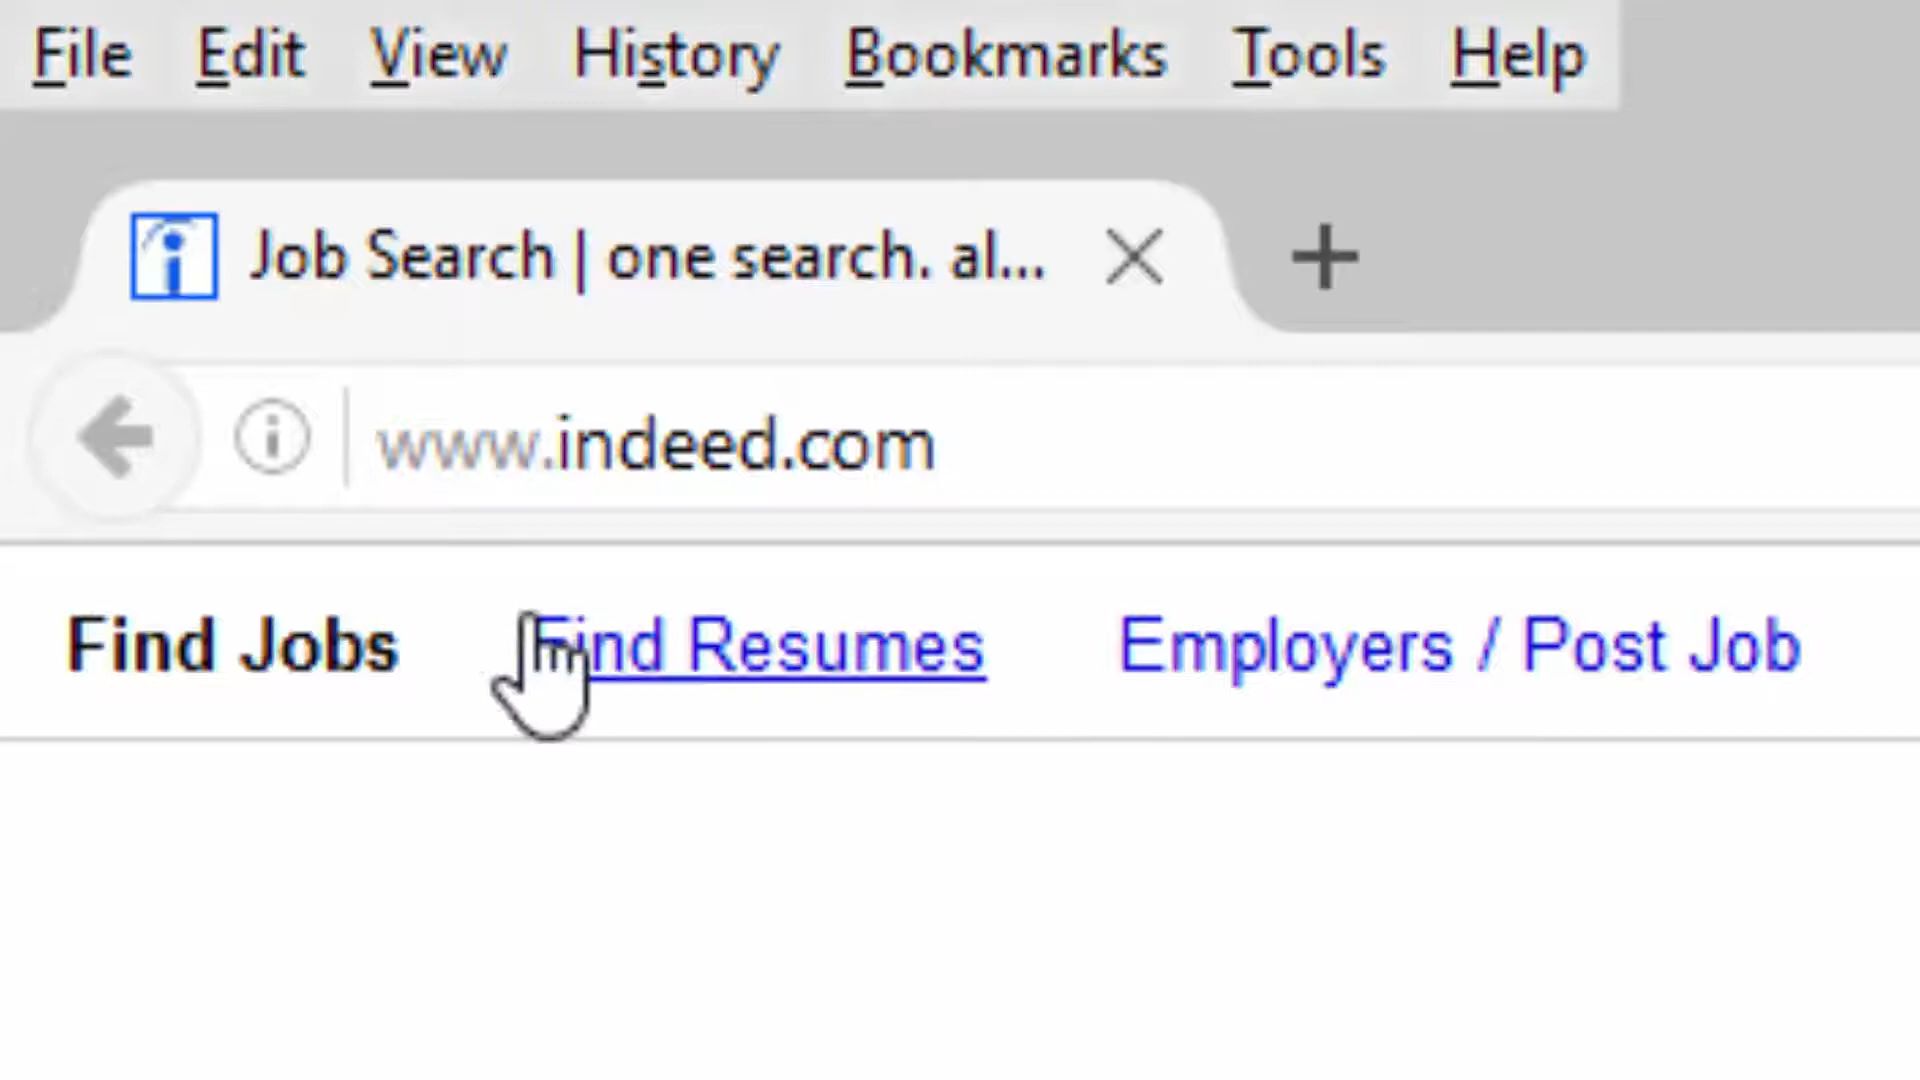 File Edit View History Bookmarks Tools Help
Job Search | one search. al...
www.indeed.com
Find Jobs Find Resumes Employers / Post Job